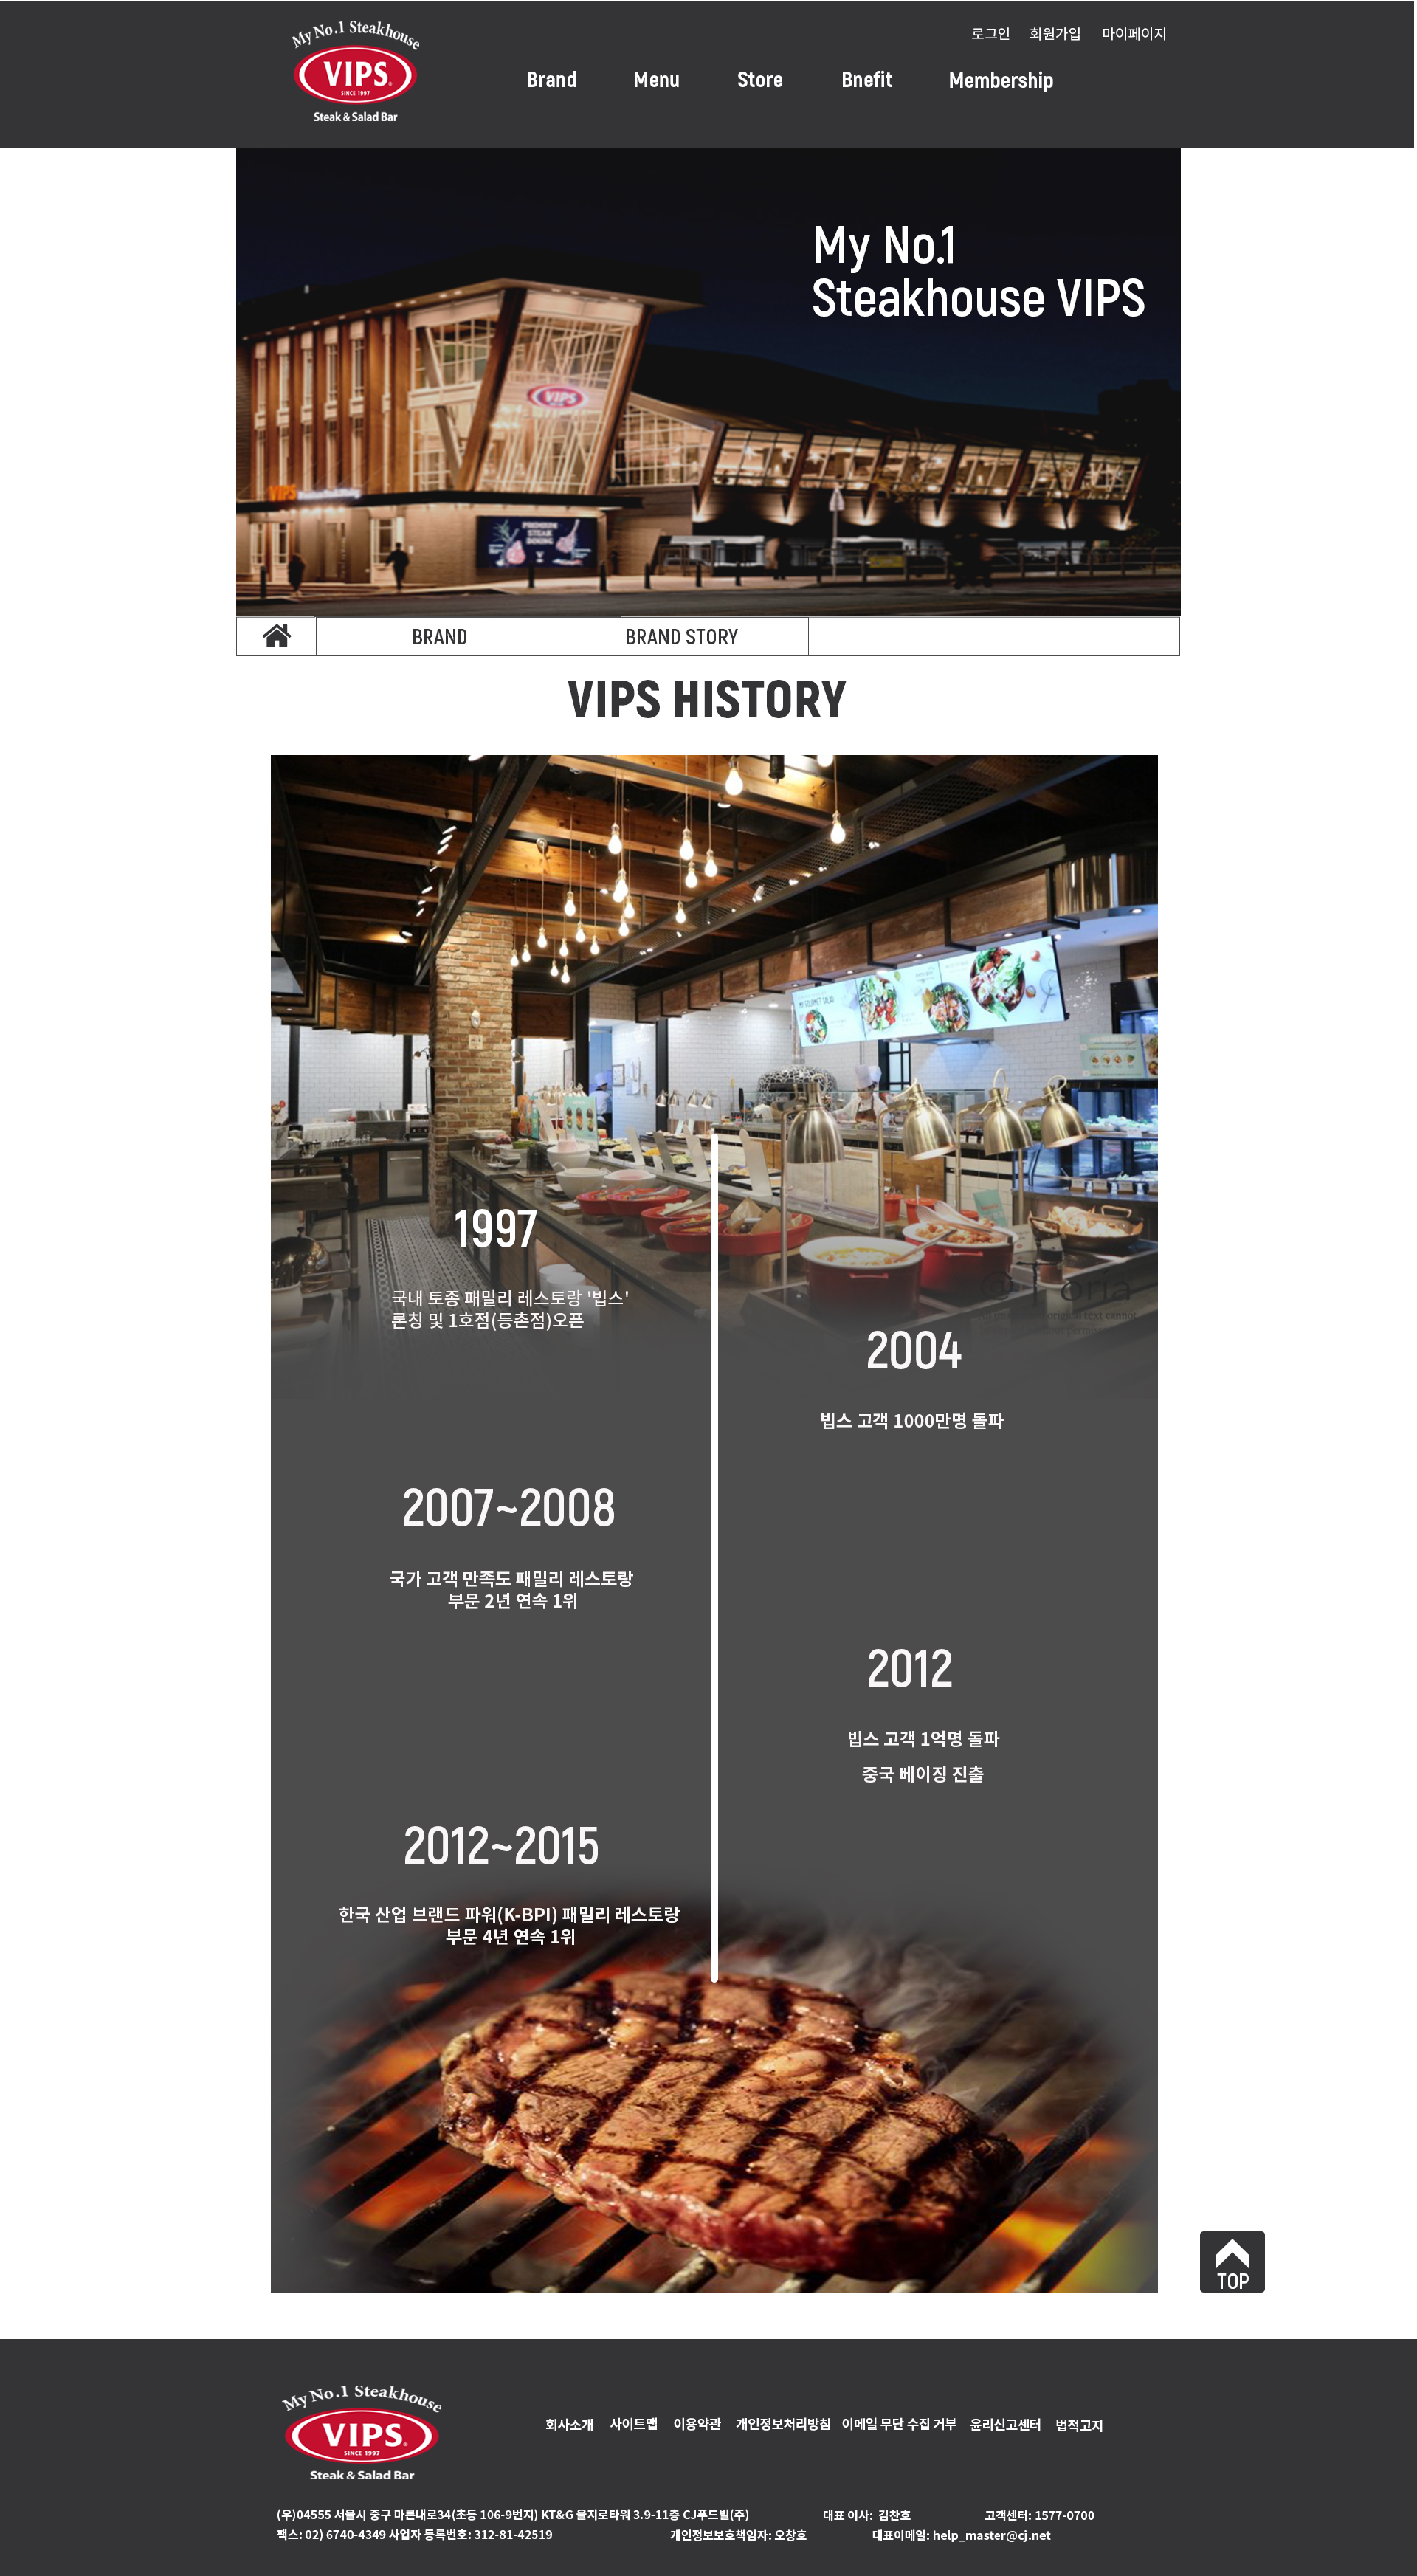 My No.1 Steakhouse
VIPS
SINCE 1997
Steak & Salad Bar
로그인 회원가입 마이페이지
Brand Menu Store Bnefit Membership
My No.1
Steakhouse VIPS
VIPS
VIPS
PREMIUM
STEAK
DINING
BRAND BRAND STORY
VIPS HISTORY
MY GOURMET SALAD
1997
국내 토종 패밀리 레스토랑 '빕스'
론칭 및 1호점(등촌점)오픈
oria
text cannot
2004
빕스 고객 1000만명 돌파
2007~2008
국가 고객 만족도 패밀리 레스토랑
부문 2년 연속 1위
2012
빕스 고객 1억명 돌파
중국 베이징 진출
2012~2015
한국 산업 브랜드 파워(K-BPI) 패밀리 레스토랑
부문 4년 연속 1위
TOP
My No.1 Steakhouse
VIPS
SINCE 1997
Steak & Salad Bar
회사소개 사이트맵 이용약관 개인정보처리방침 이메일 무단 수집 거부 윤리신고센터 법적고지
(우)04555 서울시 중구 마른내로34(초동 106-9번지) KT&G 을지로타워 3.9-11층 CJ푸드빌(주) 대표 이사: 김찬호 고객센터: 1577-0700
팩스: 02) 6740-4349 사업자 등록번호: 312-81-42519 개인정보보호책임자: 오창호 대표이메일: help_master@cj.net